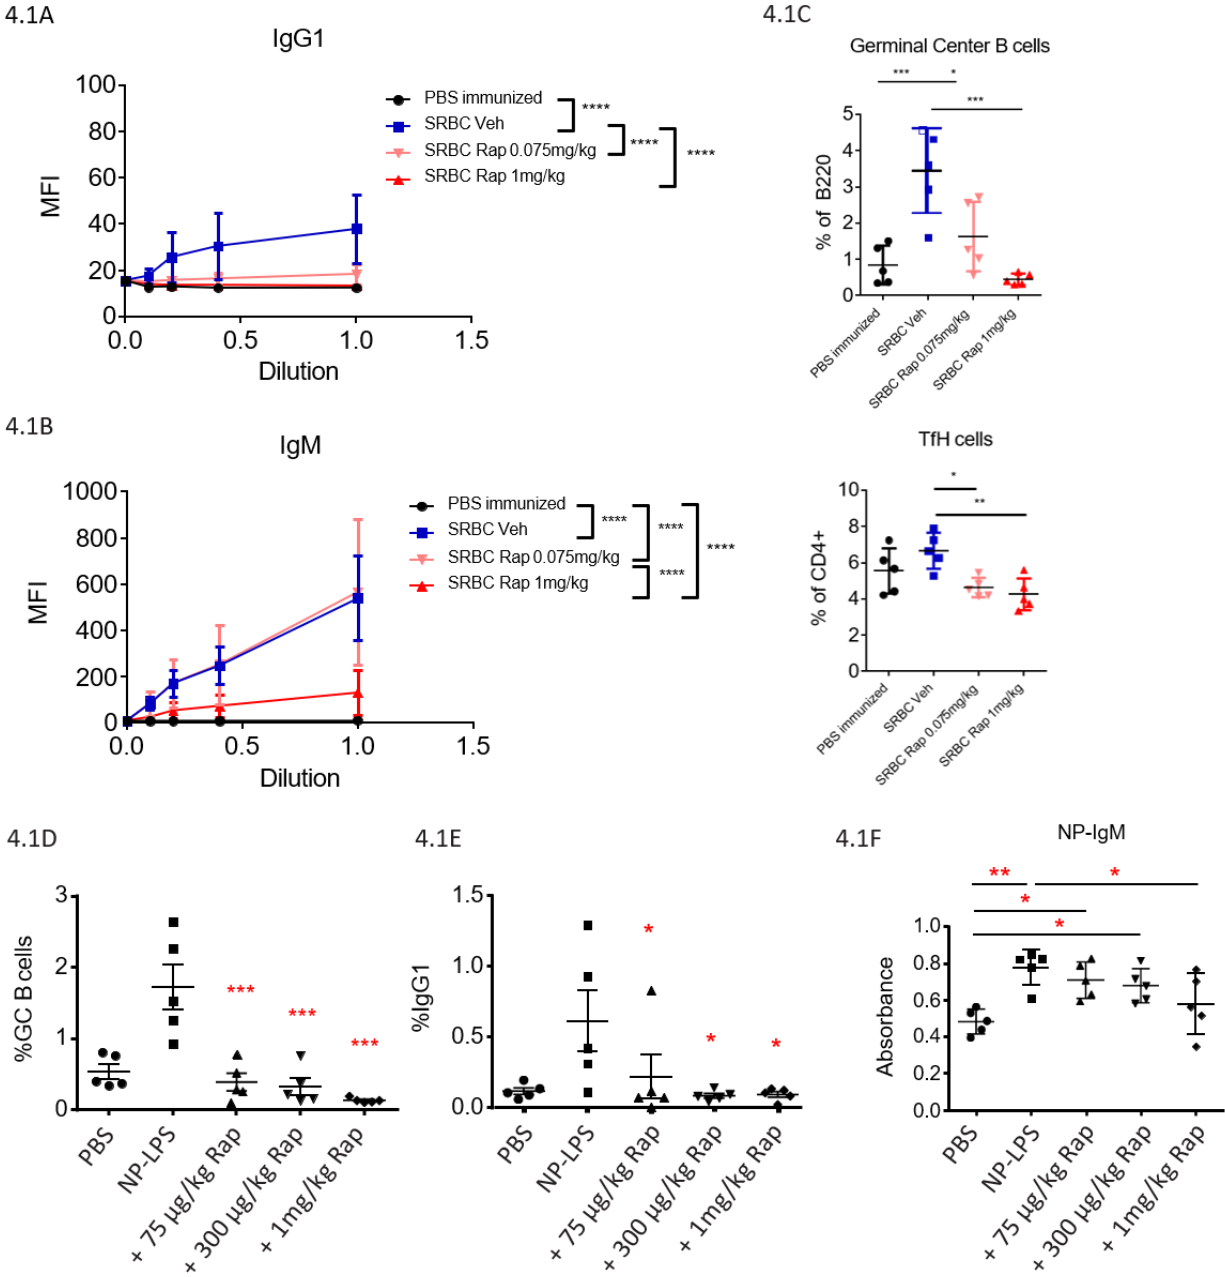 4.1A
IgG1
100
80
60
40
20
0
MFI
0.0 0.5 1.0 1.5
Dilution
PBS immunized
SRBC Veh
SRBC Rap 0.075mg/kg
SRBC Rap 1mg/kg
****
****
****
4.1B
IgM
1000
800
600
400
200
0
MFI
0.0 0.5 1.0 1.5
Dilution
PBS immunized
SRBC Veh
SRBC Rap 0.075mg/kg
SRBC Rap 1mg/kg
****
****
****
****
4.1C
Germinal Center B cells
*** *
***
5
4
3
2
1
0
% of B220
PBS immunized
SRBC Veh
SRBC Rap 0.075mg/kg
SRBC Rap 1mg/kg
TfH cells
*
**
10
8
6
4
2
0
% of CD4+
PBS immunized
SRBC Veh
SRBC Rap 0.075mg/kg
SRBC Rap 1mg/kg
4.1D
3
2
1
0
%GC B cells
***
***
***
PBS
NP-LPS
+ 75 µg/kg Rap
+ 300 µg/kg Rap
+ 1mg/kg Rap
4.1E
1.5
1.0
0.5
0.0
%IgG1
*
*
*
PBS
NP-LPS
+ 75 µg/kg Rap
+ 300 µg/kg Rap
+ 1mg/kg Rap
4.1F
NP-IgM
** *
*
*
1.0
0.8
0.6
0.4
0.2
0.0
Absorbance
PBS
NP-LPS
+ 75 µg/kg Rap
+ 300 µg/kg Rap
+ 1mg/kg Rap